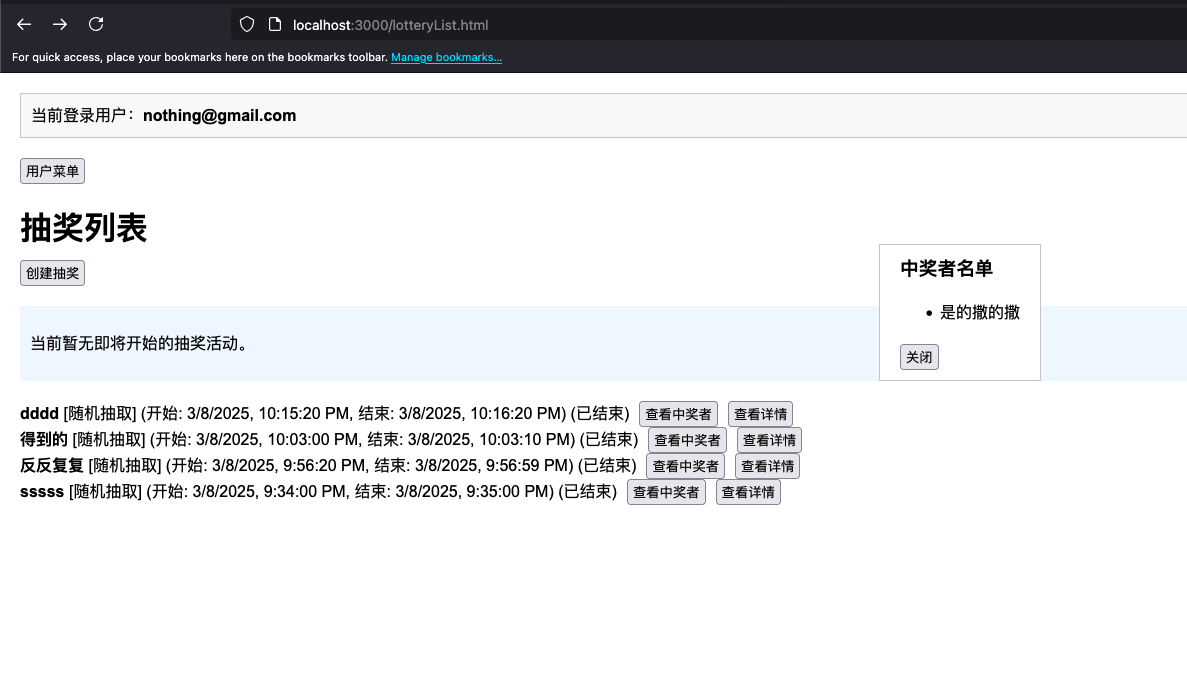 localhost:3000/lotteryList.html
For quick access, place your bookmarks here on the bookmarks toolbar. Manage bookmarks...
当前登录用户：nothing@gmail.com
用户菜单
抽奖列表
创建抽奖
中奖者名单
• 是的撒的撒
关闭
当前暂无即将开始的抽奖活动。
dddd [随机抽取] (开始: 3/8/2025, 10:15:20 PM, 结束: 3/8/2025, 10:16:20 PM) (已结束) 查看中奖者 查看详情
得到的 [随机抽取] (开始: 3/8/2025, 10:03:00 PM, 结束: 3/8/2025, 10:03:10 PM) (已结束) 查看中奖者 查看详情
反反复复 [随机抽取] (开始: 3/8/2025, 9:56:20 PM, 结束: 3/8/2025, 9:56:59 PM) (已结束) 查看中奖者 查看详情
sssss [随机抽取] (开始: 3/8/2025, 9:34:00 PM, 结束: 3/8/2025, 9:35:00 PM) (已结束) 查看中奖者 查看详情